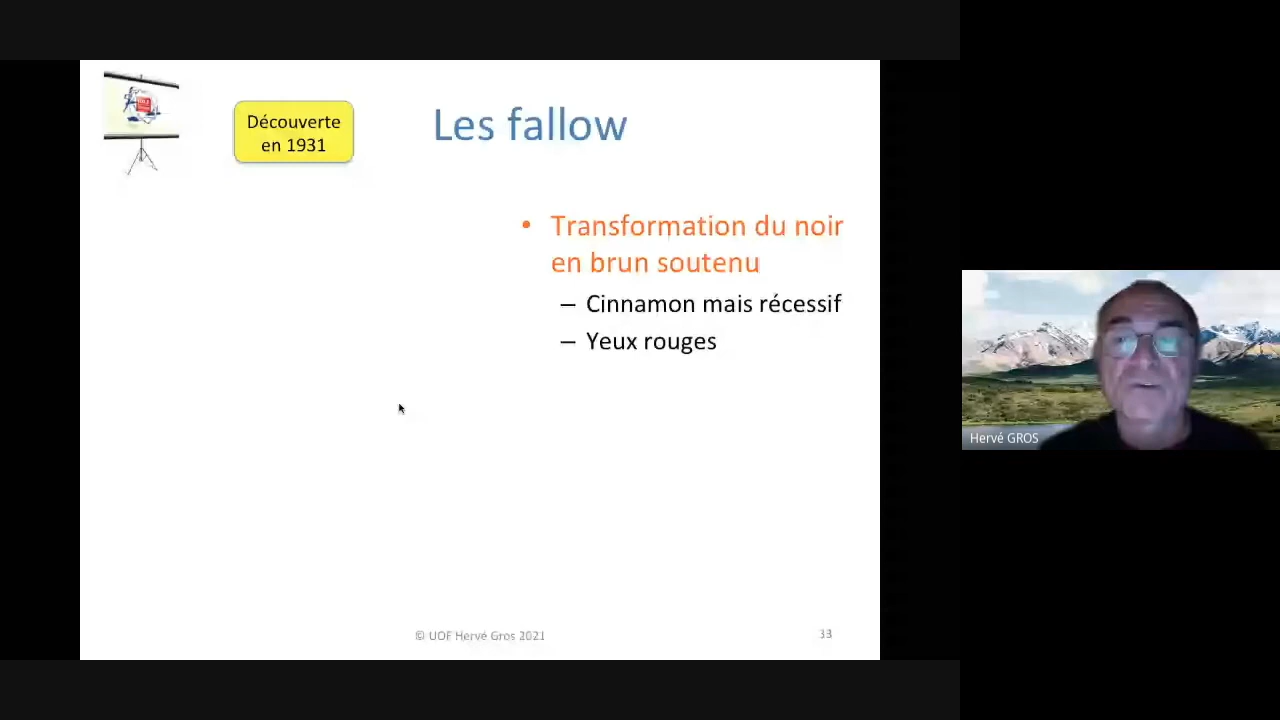 Découverte
en 1931
Les fallow
• Transformation du noir
en brun soutenu
– Cinnamon mais récessif
– Yeux rouges
Hervé GROS
© UOF Hervé Gros 2021
33